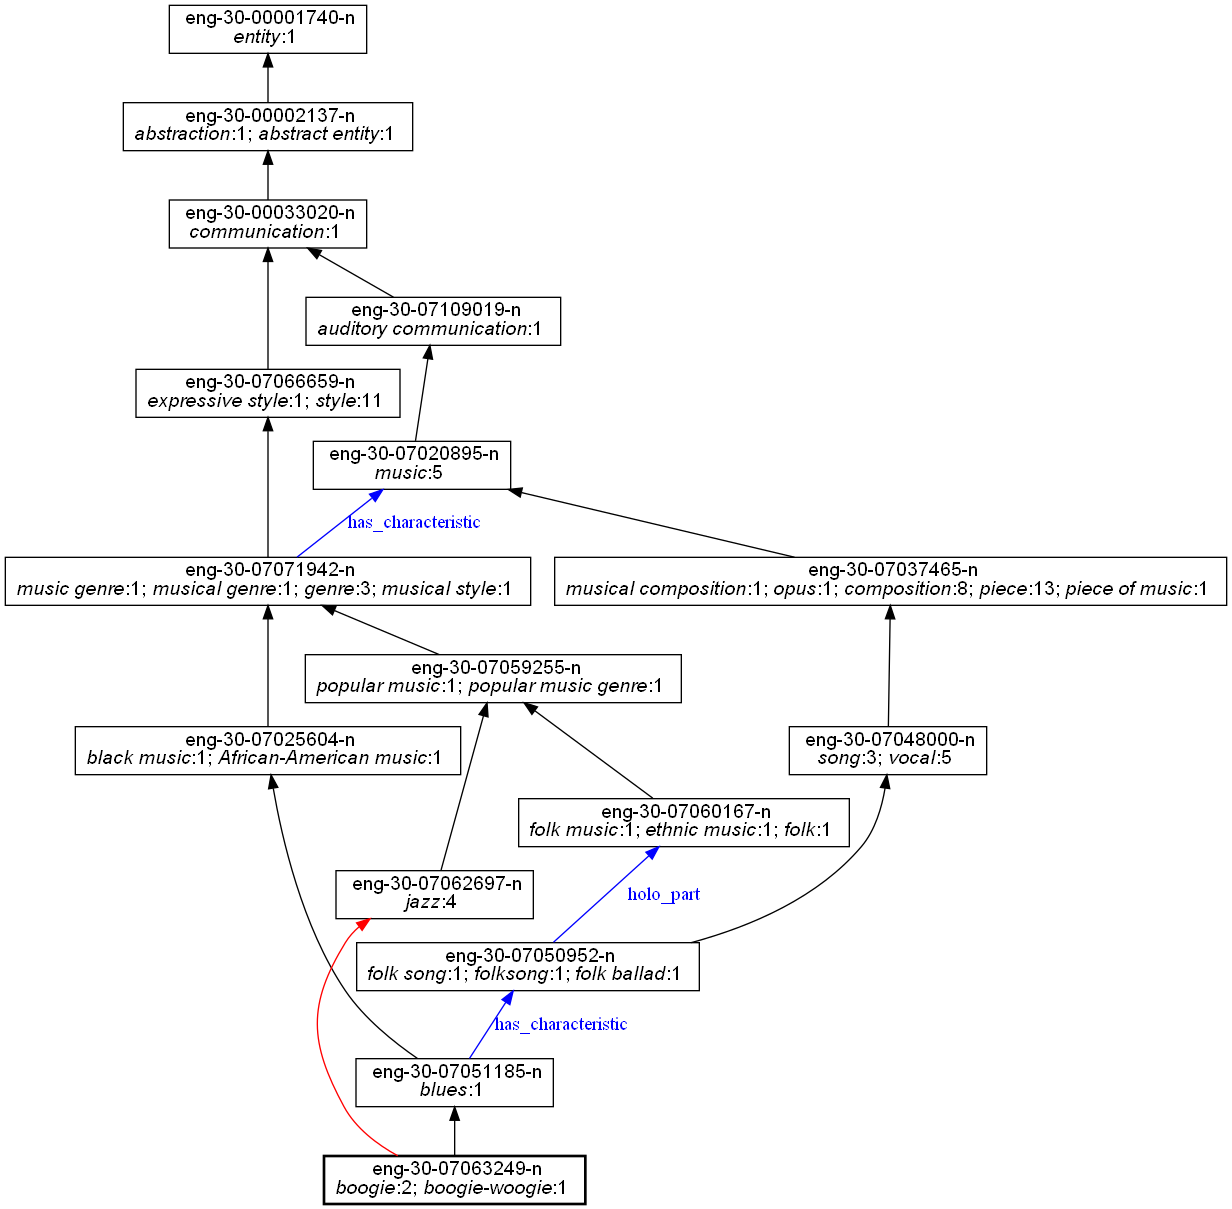 eng-30-00001740-n
entity:1
eng-30-00002137-n
abstraction:1; abstract entity:1
eng-30-00033020-n
communication:1
eng-30-07109019-n
auditory communication:1
eng-30-07066659-n
expressive style:1; style:11
eng-30-07020895-n
music:5
has_characteristic
eng-30-07071942-n
music genre:1; musical genre:1; genre:3; musical style:1
eng-30-07037465-n
musical composition:1; opus:1; composition:8; piece:13; piece of music:1
eng-30-07059255-n
popular music:1; popular music genre:1
eng-30-07025604-n
black music:1; African-American music:1
eng-30-07048000-n
song:3; vocal:5
eng-30-07060167-n
folk music:1; ethnic music:1; folk:1
eng-30-07062697-n
jazz:4
holo_part
eng-30-07050952-n
folk song:1; folksong:1; folk ballad:1
has_characteristic
eng-30-07051185-n
blues:1
eng-30-07063249-n
boogie:2; boogie-woogie:1